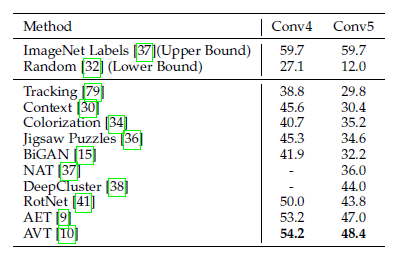 Method Conv4 Conv5
ImageNet Labels [37](Upper Bound) 59.7 59.7
Random [32] (Lower Bound) 27.1 12.0
Tracking [79] 38.8 29.8
Context [30] 45.6 30.4
Colorization [34] 40.7 35.2
Jigsaw Puzzles [36] 45.3 34.6
BiGAN [15] 41.9 32.2
NAT [37] - 36.0
DeepCluster [38] - 44.0
RotNet [41] 50.0 43.8
AET [9] 53.2 47.0
AVT [10] 54.2 48.4